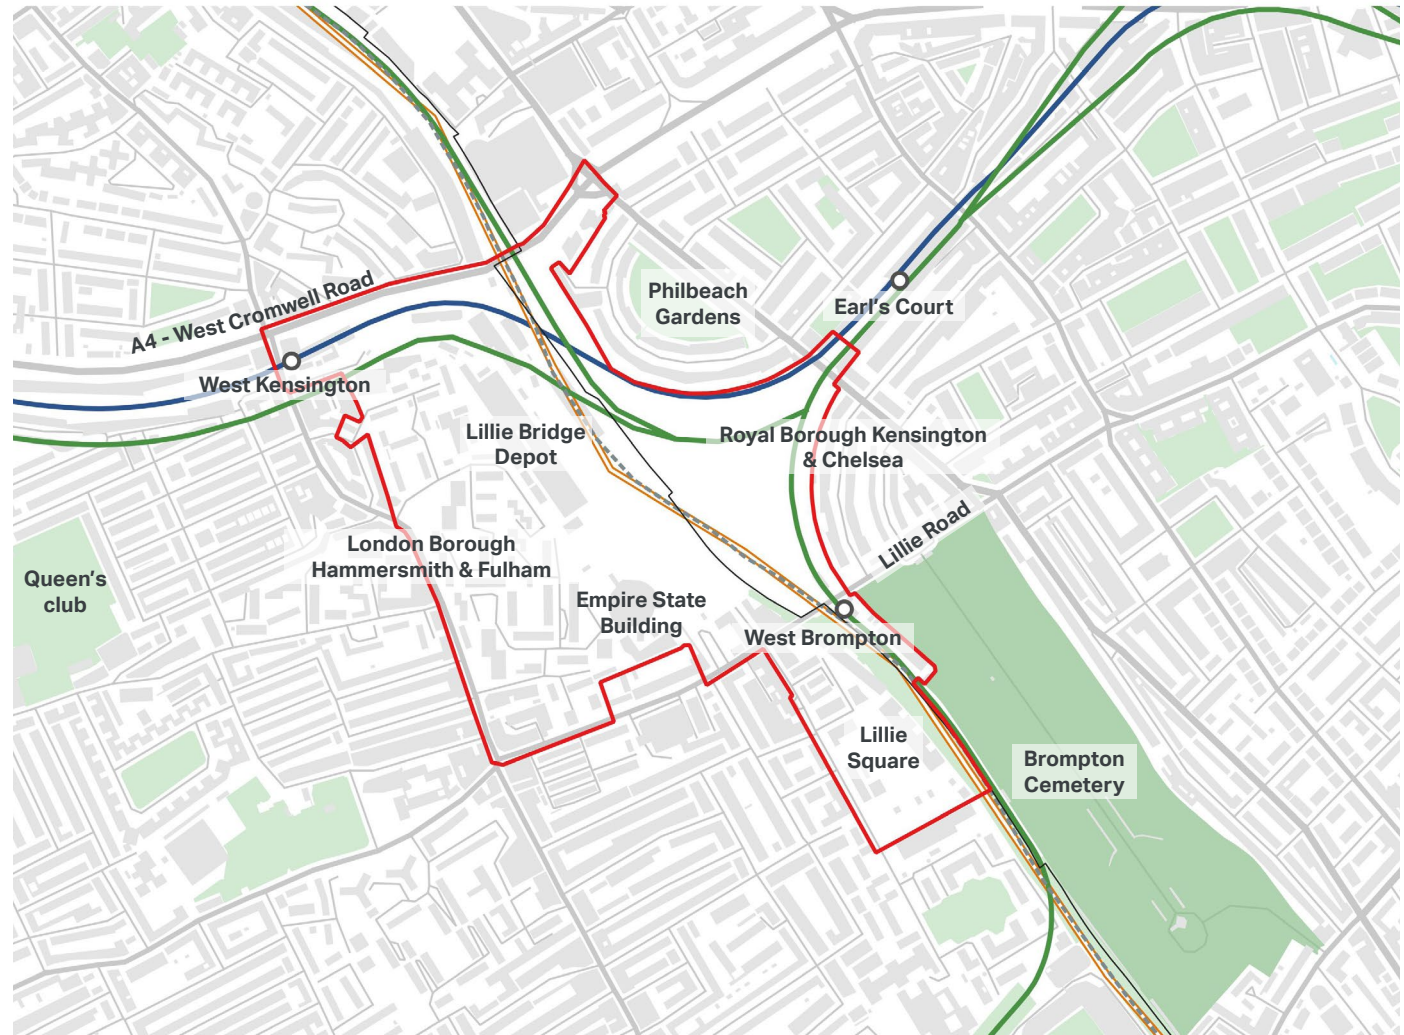 Philbeach
Gardens
Earl's Court
A4 - West Cromwell Road
West Kensington
Lillie Bridge
Depot
Royal Borough Kensington
& Chelsea
Lillie Road
London Borough
Hammersmith & Fulham
Queen's
club
Empire State
Building
West Brompton
Lillie
Square
Brompton
Cemetery